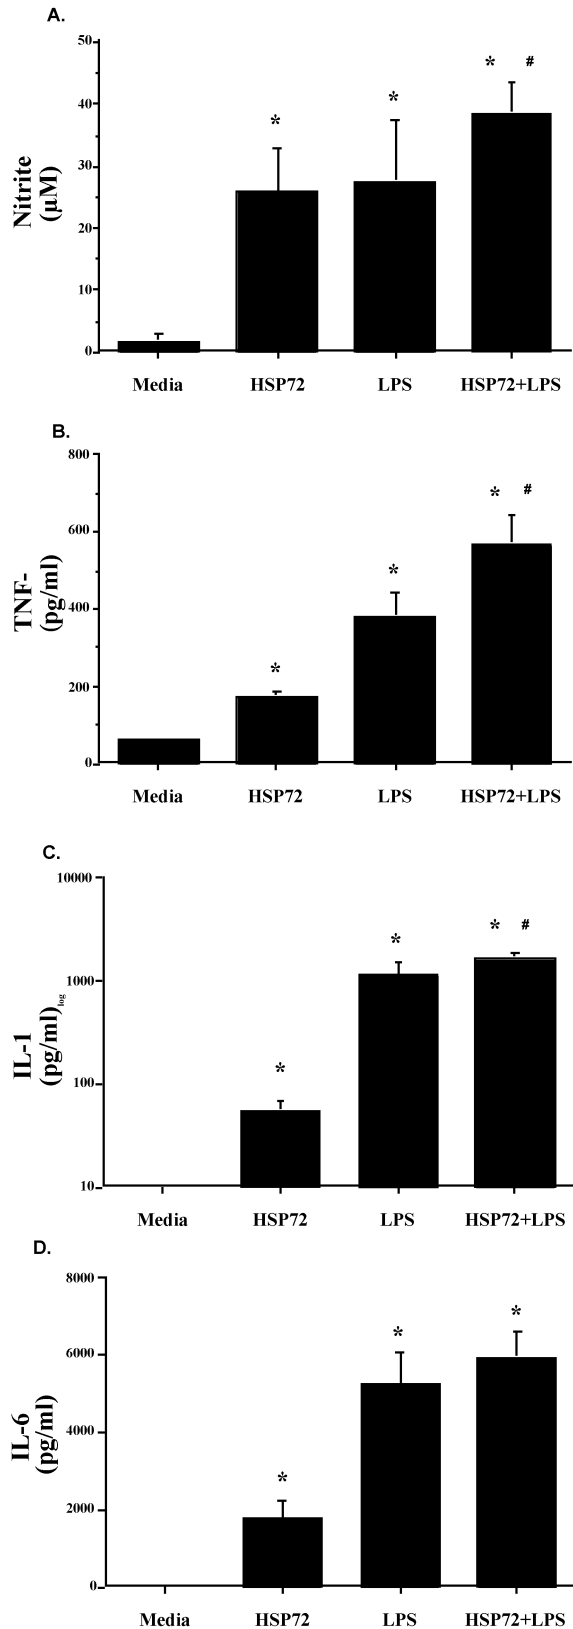 A.
50
40
30
20
10
0
Nitrite
(µM)
* * * #
Media HSP72 LPS HSP72+LPS
B.
800
600
400
200
0
TNF-
(pg/ml)
* * * #
Media HSP72 LPS HSP72+LPS
C.
10000
1000
100
10
IL-1
(pg/ml)log
* * * #
Media HSP72 LPS HSP72+LPS
D.
8000
6000
4000
2000
0
IL-6
(pg/ml)
* * *
Media HSP72 LPS HSP72+LPS